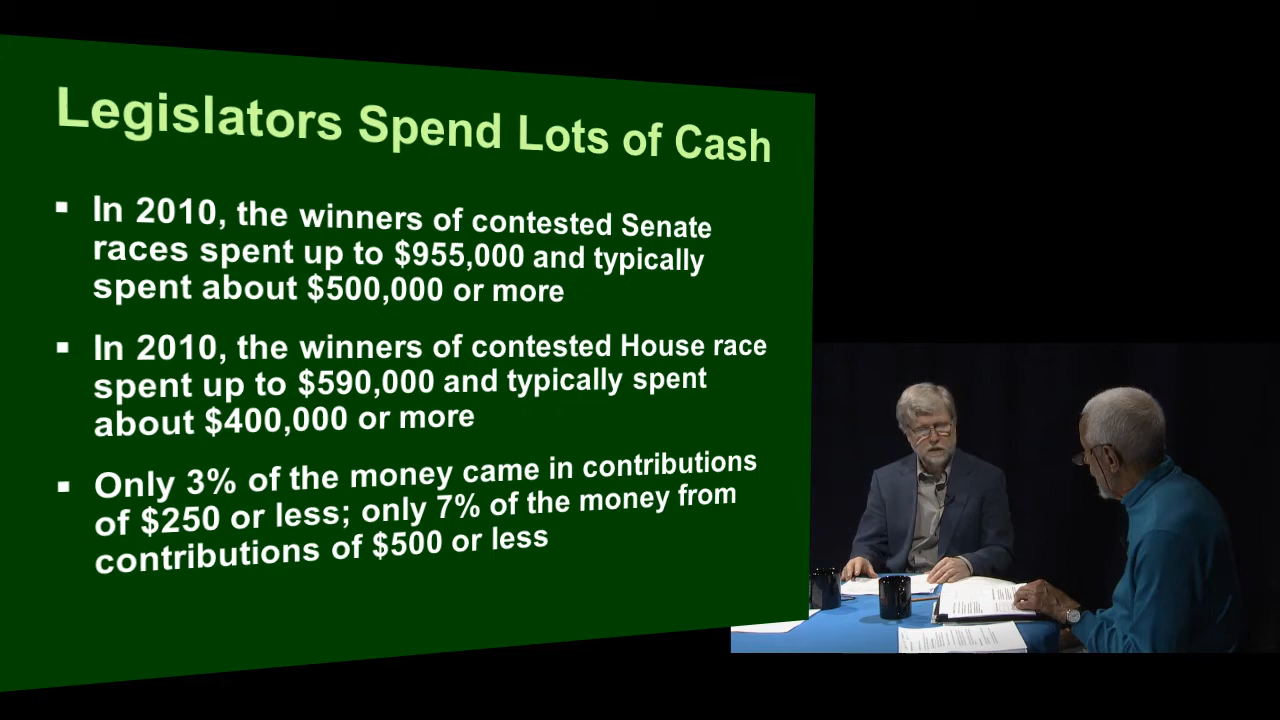 Legislators Spend Lots of Cash
▪ In 2010, the winners of contested Senate
races spent up to $955,000 and typically
spent about $500,000 or more
▪ In 2010, the winners of contested House race
spent up to $590,000 and typically spent
about $400,000 or more
▪ Only 3% of the money came in contributions
of $250 or less; only 7% of the money from
contributions of $500 or less